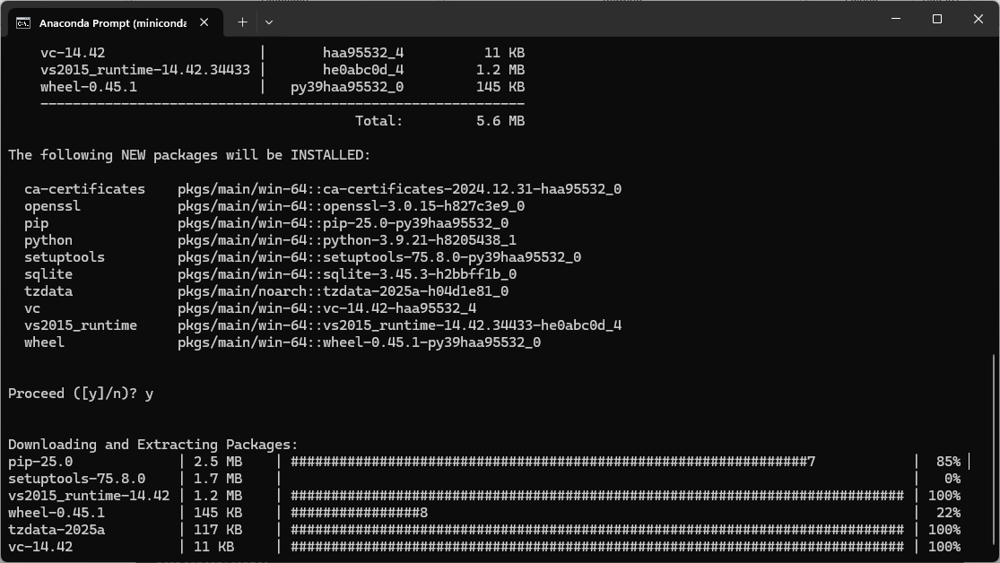 Anaconda Prompt (miniconda
vc-14.42                   |       haa95532_4          11 KB
vs2015_runtime-14.42.34433 |       he0abc0d_4         1.2 MB
wheel-0.45.1               |   py39haa95532_0         145 KB
------------------------------------------------------------
Total:         5.6 MB
The following NEW packages will be INSTALLED:
ca-certificates    pkgs/main/win-64::ca-certificates-2024.12.31-haa95532_0
openssl            pkgs/main/win-64::openssl-3.0.15-h827c3e9_0
pip                pkgs/main/win-64::pip-25.0-py39haa95532_0
python             pkgs/main/win-64::python-3.9.21-h8205438_1
setuptools         pkgs/main/win-64::setuptools-75.8.0-py39haa95532_0
sqlite             pkgs/main/win-64::sqlite-3.45.3-h2bbff1b_0
tzdata             pkgs/main/noarch::tzdata-2025a-h04d1e81_0
vc                 pkgs/main/win-64::vc-14.42-haa95532_4
vs2015_runtime     pkgs/main/win-64::vs2015_runtime-14.42.34433-he0abc0d_4
wheel              pkgs/main/win-64::wheel-0.45.1-py39haa95532_0
Proceed ([y]/n)? y
Downloading and Extracting Packages:
pip-25.0             | 2.5 MB    | ################################################################7            |  85%
setuptools-75.8.0    | 1.7 MB    |                                                                              |   0%
vs2015_runtime-14.42 | 1.2 MB    | ############################################################################ | 100%
wheel-0.45.1         | 145 KB    | ################8                                                            |  22%
tzdata-2025a         | 117 KB    | ############################################################################ | 100%
vc-14.42             | 11 KB     | ############################################################################ | 100%